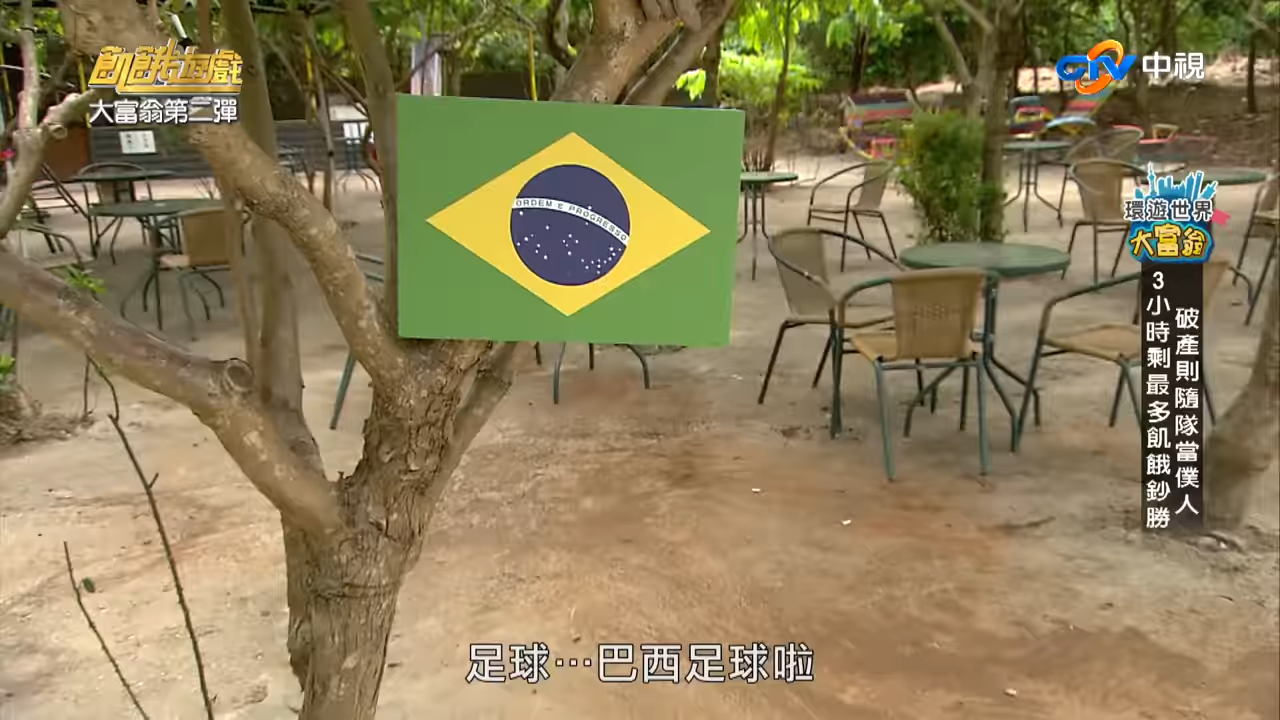 飢餓遊戲
大富翁第二彈
CTV 中視
ORDEM E PROGRESSO
環遊世界
大富翁
破產則隨隊當僕人
3小時剩最多飢餓鈔勝
足球…巴西足球啦